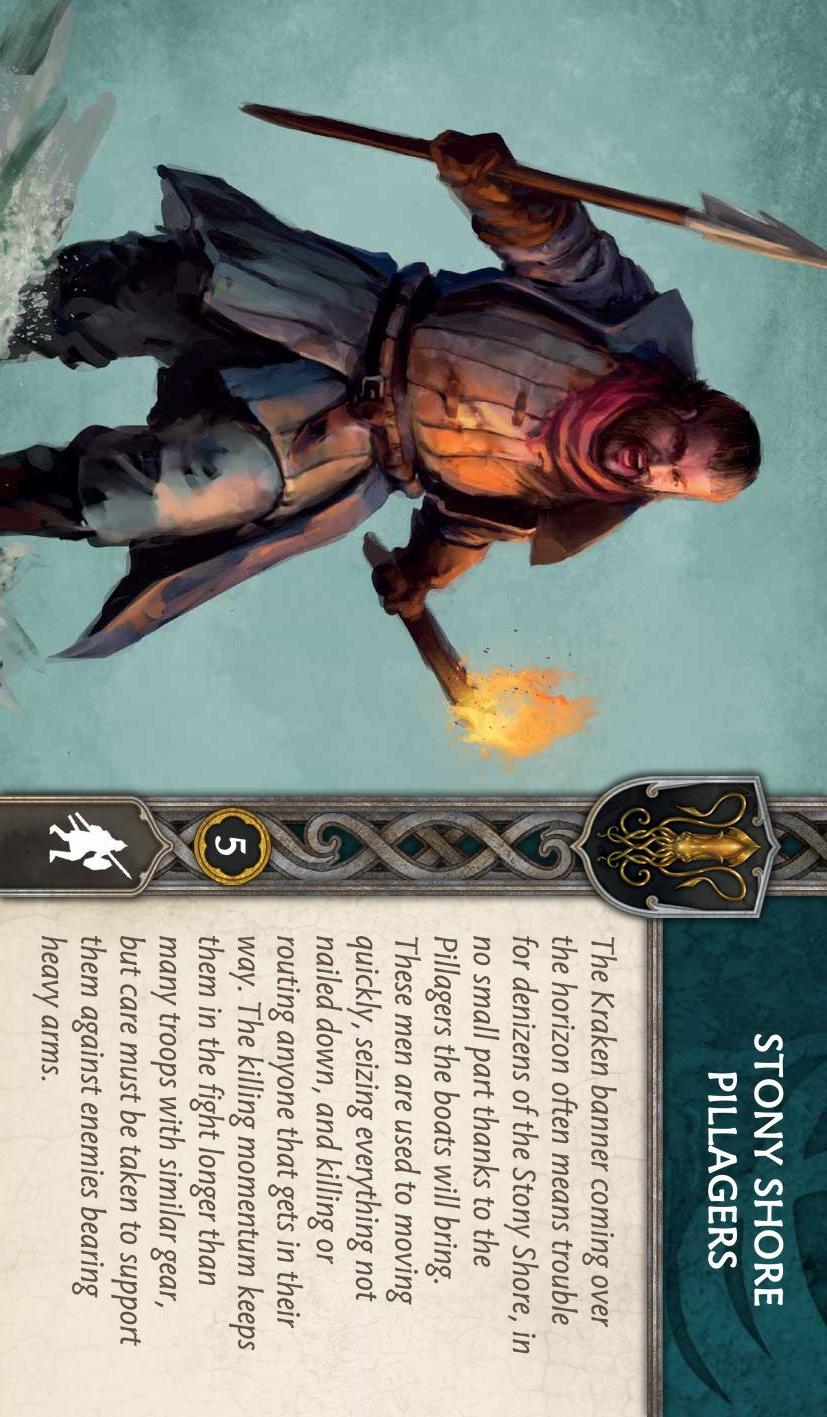 STONY SHORE
PILLAGERS
The Kraken banner coming over
the horizon often means trouble
for denizens of the Stony Shore, in
no small part thanks to the
Pillagers the boats will bring.
These men are used to moving
quickly, seizing everything not
nailed down, and killing or
routing anyone that gets in their
way. The killing momentum keeps
them in the fight longer than
many troops with similar gear,
but care must be taken to support
them against enemies bearing
heavy arms.
5